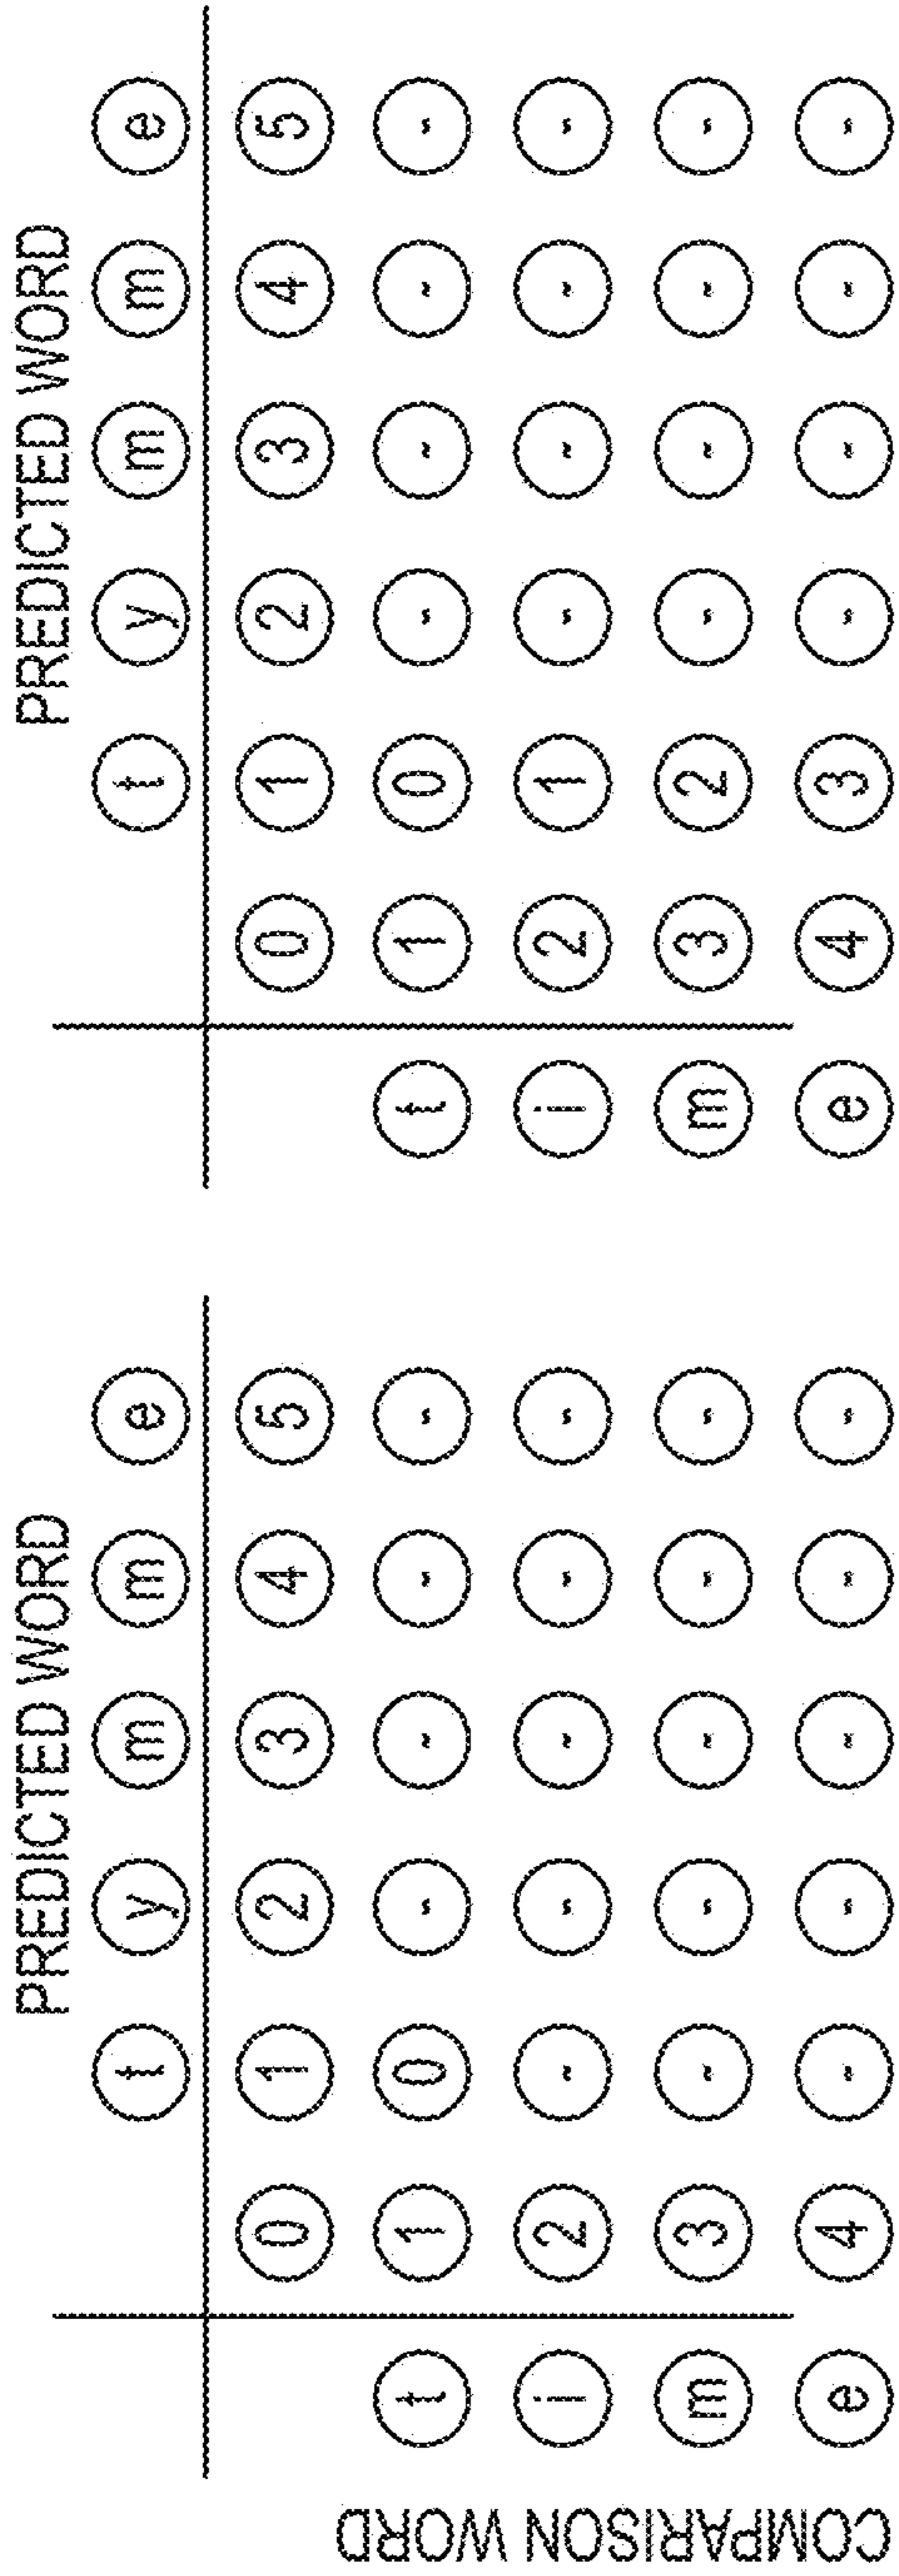 COMPARISON WORD
PREDICTED WORD
t y m m e
0 1 2 3 4 5
t 1 0 - - - -
i 2 - - - - -
m 3 - - - - -
e 4 - - - - -
PREDICTED WORD
t y m m e
0 1 2 3 4 5
t 1 0 - - - -
i 2 1 - - - -
m 3 2 - - - -
e 4 3 - - - -